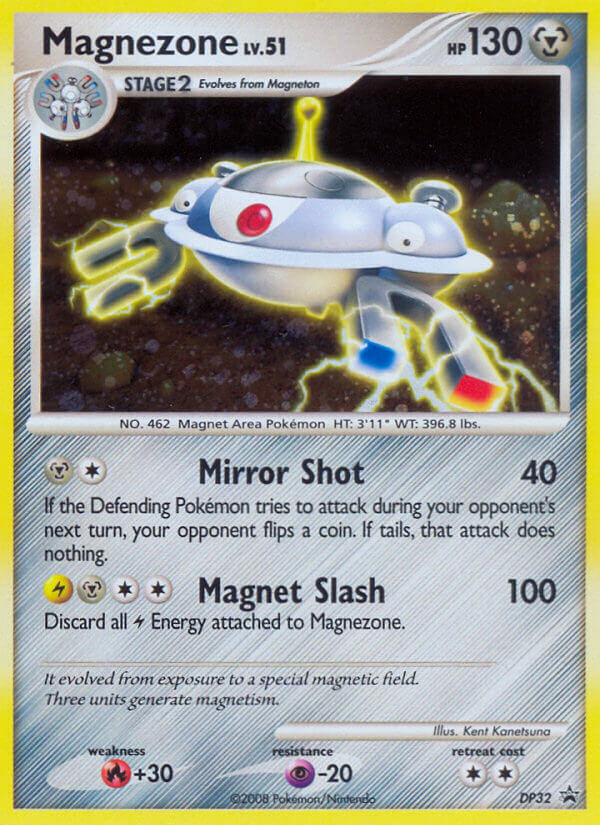 Magnezone LV.51 HP 130
STAGE2 Evolves from Magneton
NO. 462 Magnet Area Pokémon HT: 3'11" WT: 396.8 lbs.
Mirror Shot 40
If the Defending Pokémon tries to attack during your opponent's
next turn, your opponent flips a coin. If tails, that attack does
nothing.
Magnet Slash 100
Discard all Energy attached to Magnezone.
It evolved from exposure to a special magnetic field.
Three units generate magnetism.
Illus. Kent Kanetsuna
weakness resistance retreat cost
+30 -20
©2008 Pokémon/Nintendo DP32